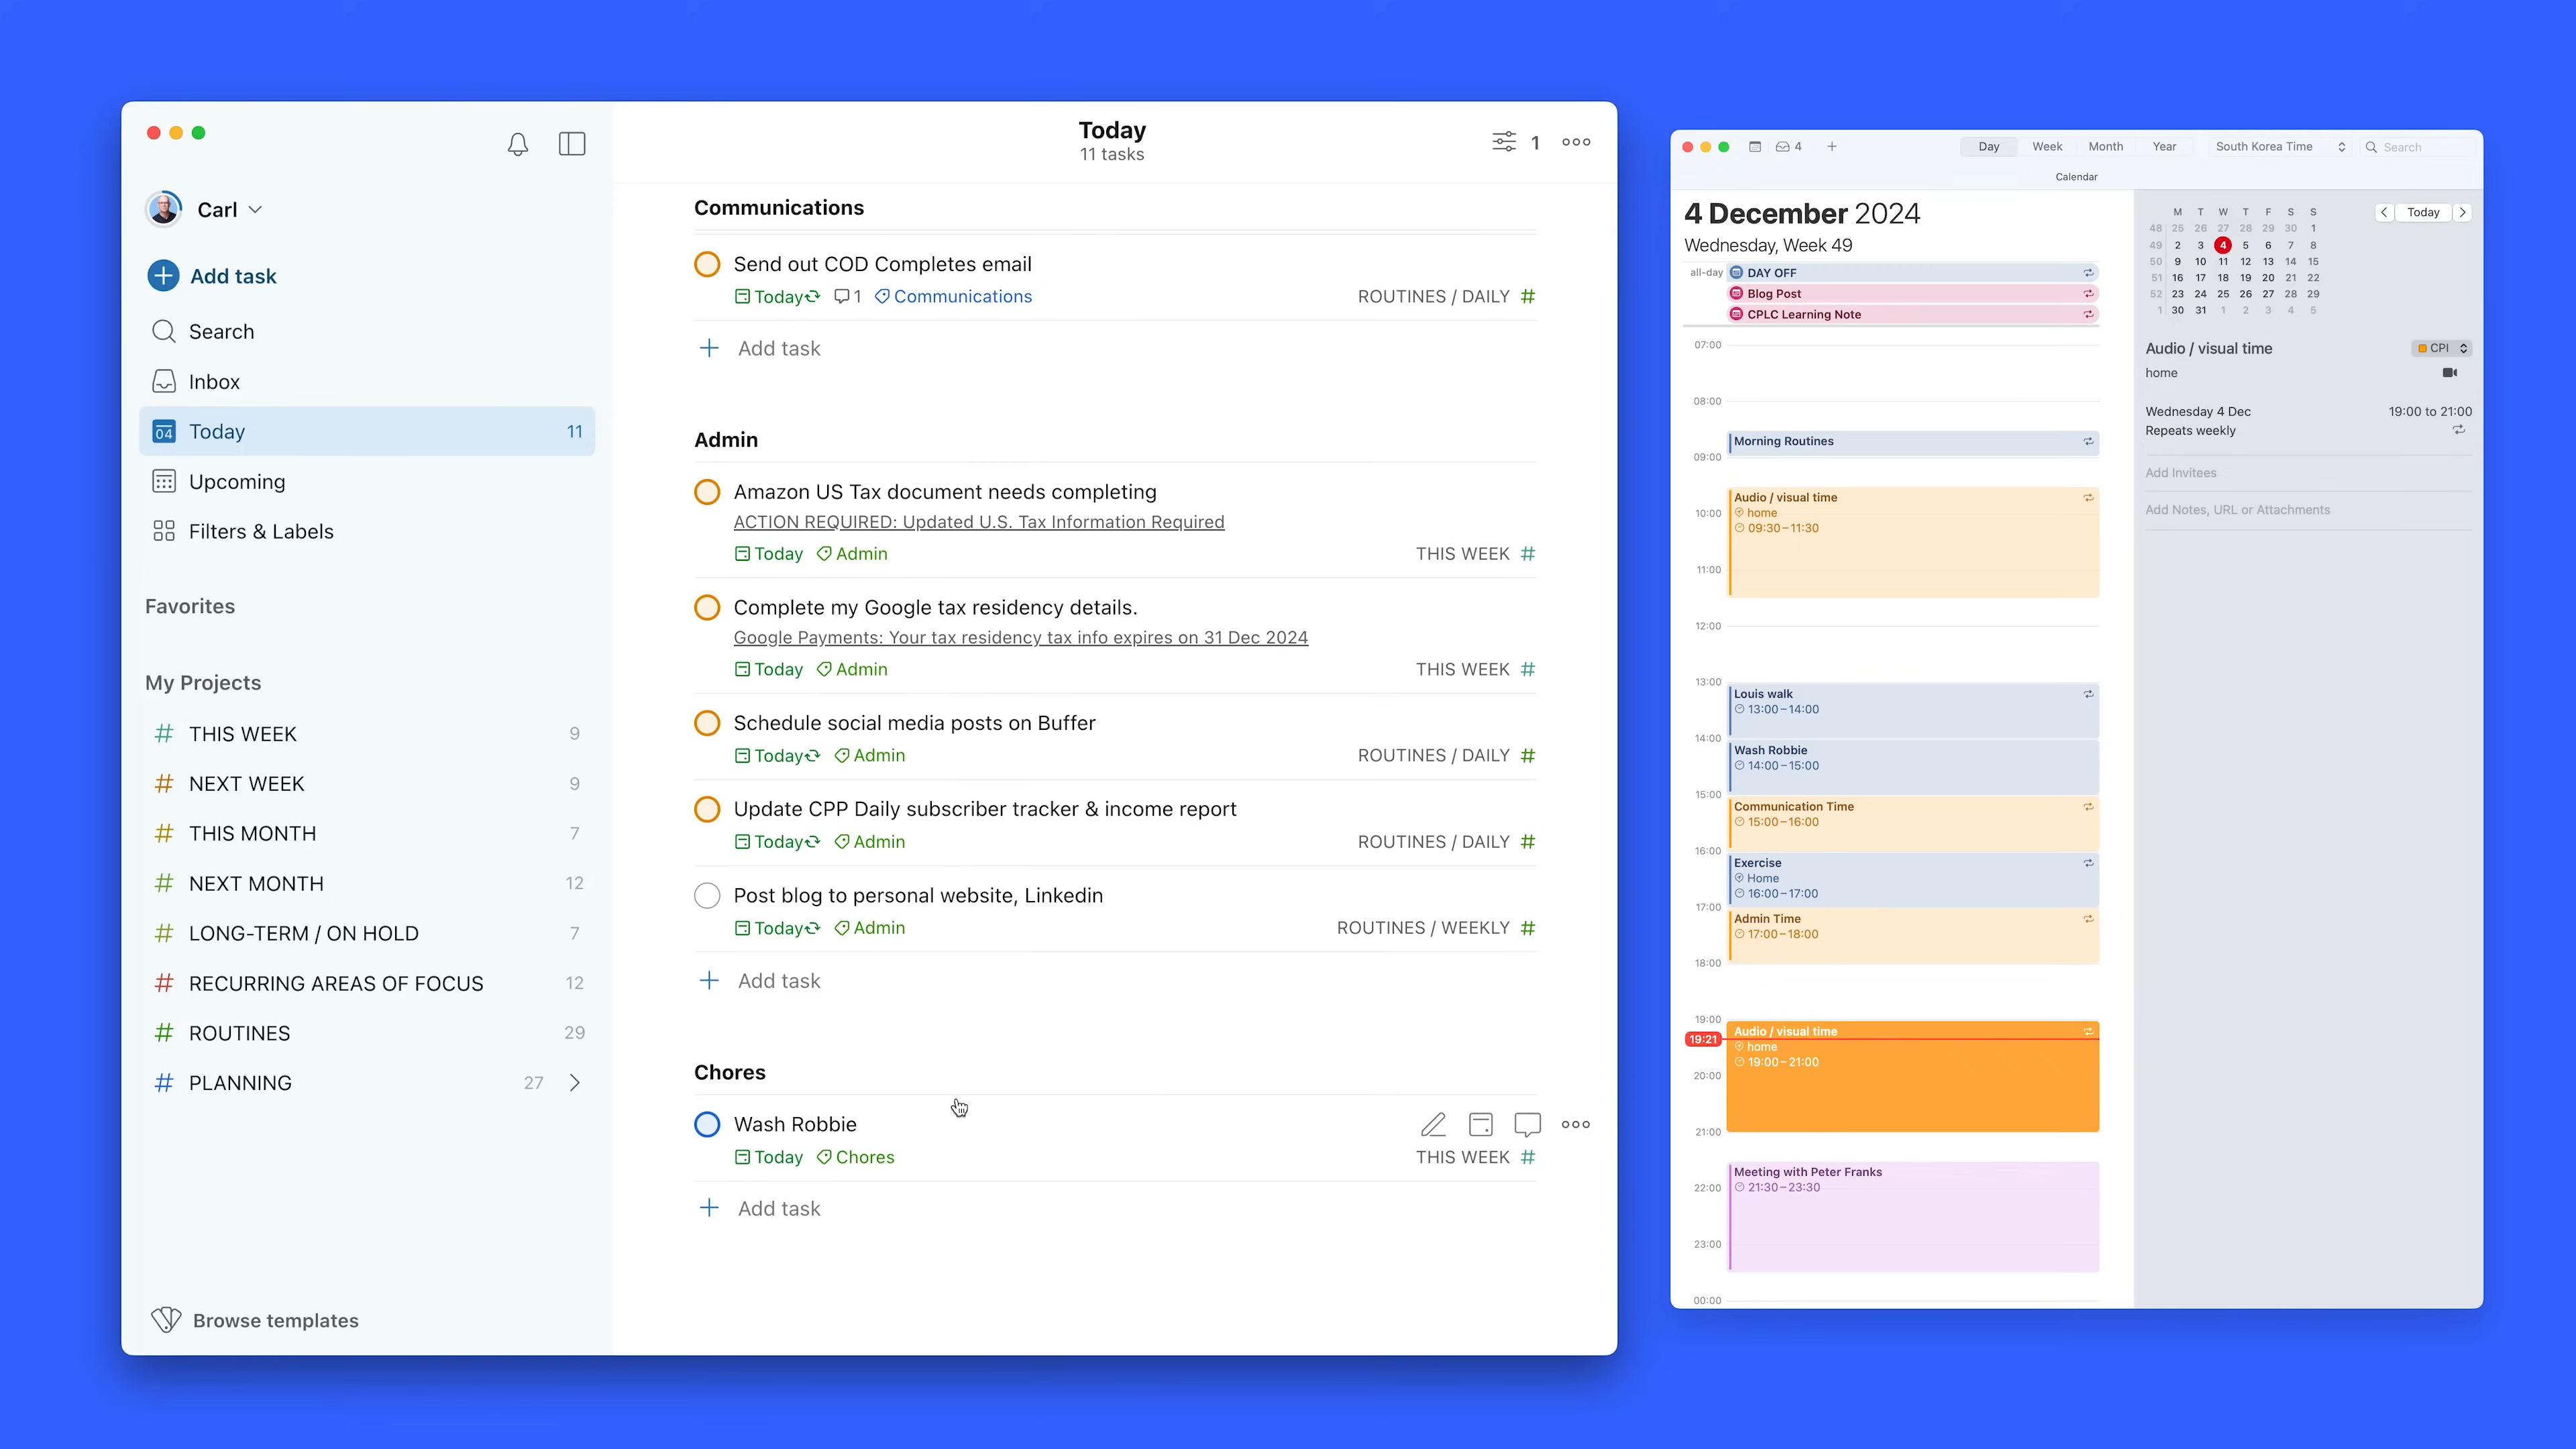 Carl
Add task
Search
Inbox
04 Today 11
Upcoming
Filters & Labels
Favorites
My Projects
# THIS WEEK 9
# NEXT WEEK 9
# THIS MONTH 7
# NEXT MONTH 12
# LONG-TERM / ON HOLD 7
# RECURRING AREAS OF FOCUS 12
# ROUTINES 29
# PLANNING 27
Browse templates
Today
11 tasks
1
Communications
Send out COD Completes email
Today 1 Communications ROUTINES / DAILY #
Add task
Admin
Amazon US Tax document needs completing
ACTION REQUIRED: Updated U.S. Tax Information Required
Today Admin THIS WEEK #
Complete my Google tax residency details.
Google Payments: Your tax residency tax info expires on 31 Dec 2024
Today Admin THIS WEEK #
Schedule social media posts on Buffer
Today Admin ROUTINES / DAILY #
Update CPP Daily subscriber tracker & income report
Today Admin ROUTINES / DAILY #
Post blog to personal website, Linkedin
Today Admin ROUTINES / WEEKLY #
Add task
Chores
Wash Robbie
Today Chores THIS WEEK #
Add task
4 Day Week Month Year South Korea Time Search
Calendar
4 December 2024
Wednesday, Week 49
all-day DAY OFF
Blog Post
CPLC Learning Note
07:00
08:00
Morning Routines
09:00
Audio / visual time
10:00 home
09:30–11:30
11:00
12:00
13:00
Louis walk
13:00–14:00
14:00
Wash Robbie
14:00–15:00
15:00
Communication Time
15:00–16:00
16:00
Exercise
Home
16:00–17:00
17:00
Admin Time
17:00–18:00
18:00
19:00
Audio / visual time
19:21 home
19:00–21:00
20:00
21:00
Meeting with Peter Franks
22:00 21:30–23:30
23:00
00:00
M T W T F S S
Today
48 25 26 27 28 29 30 1
49 2 3 4 5 6 7 8
50 9 10 11 12 13 14 15
51 16 17 18 19 20 21 22
52 23 24 25 26 27 28 29
1 30 31 1 2 3 4 5
Audio / visual time CPI
home
Wednesday 4 Dec 19:00 to 21:00
Repeats weekly
Add Invitees
Add Notes, URL or Attachments